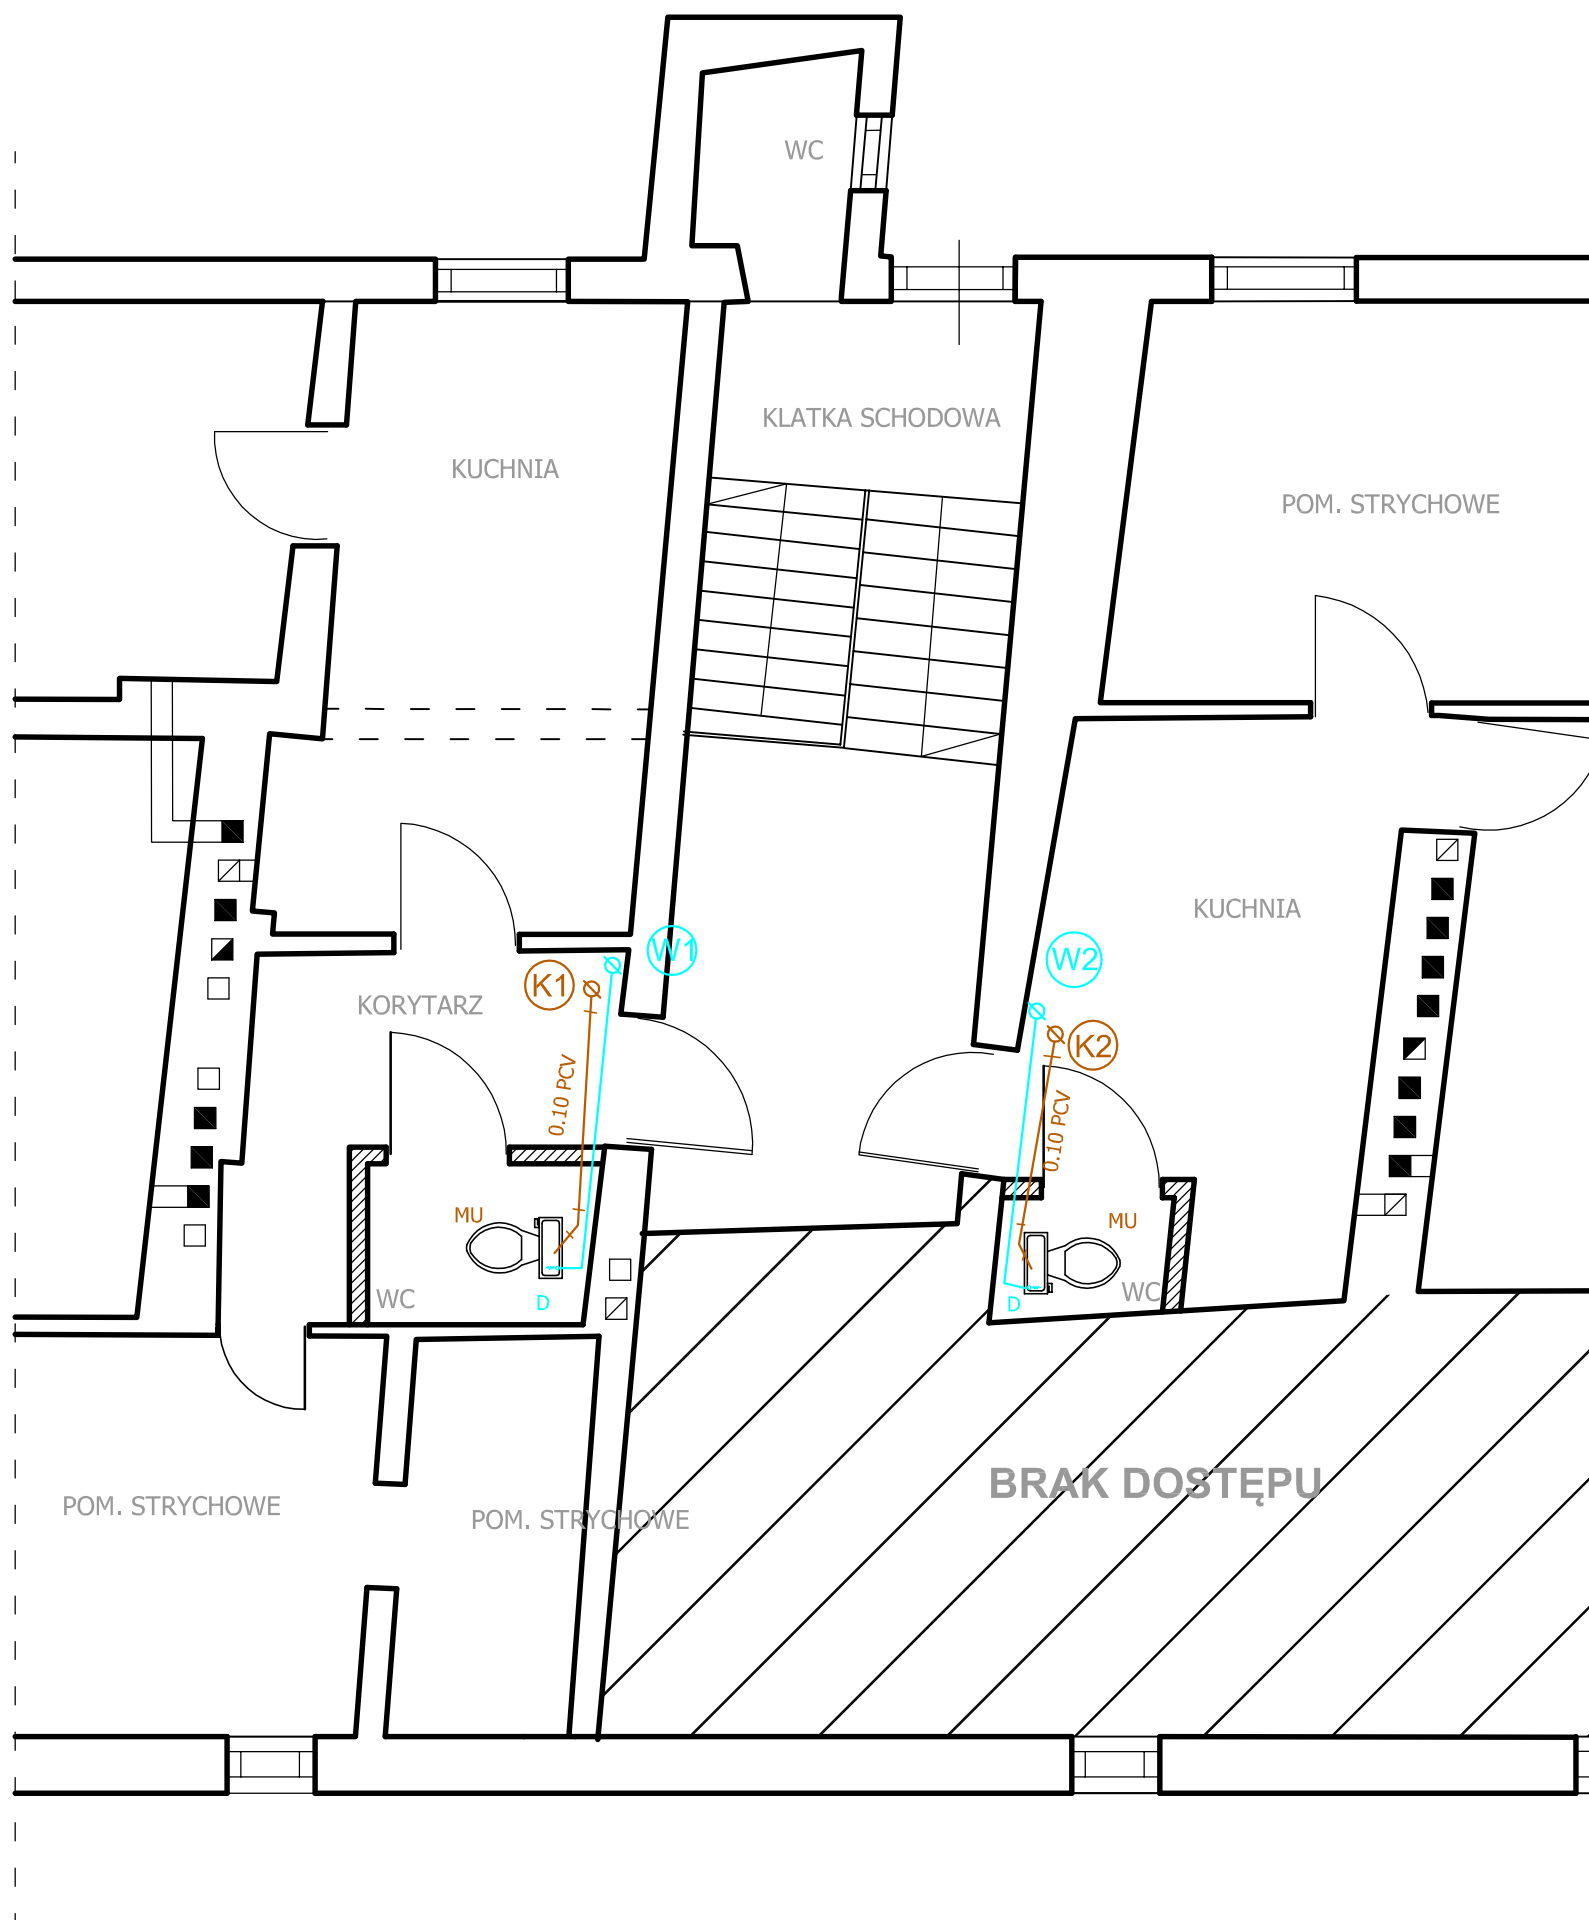 WC
KLATKA SCHODOWA
KUCHNIA
POM. STRYCHOWE
KUCHNIA
W1
W2
K1
KORYTARZ
K2
0.10 PCV
0.10 PCV
MU
MU
WC
D
WC
D
BRAK DOSTĘPU
POM. STRYCHOWE
POM. STRYCHOWE